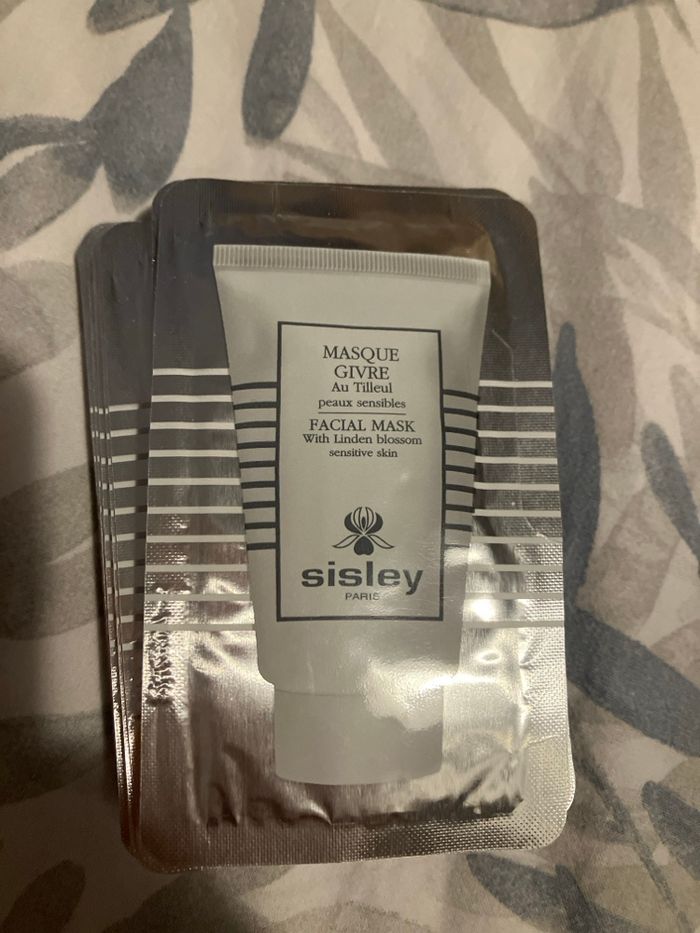 MASQUE
GIVRE
Au Tilleul
peaux sensibles
FACIAL MASK
With Linden blossom
sensitive skin
sisley
PARIS